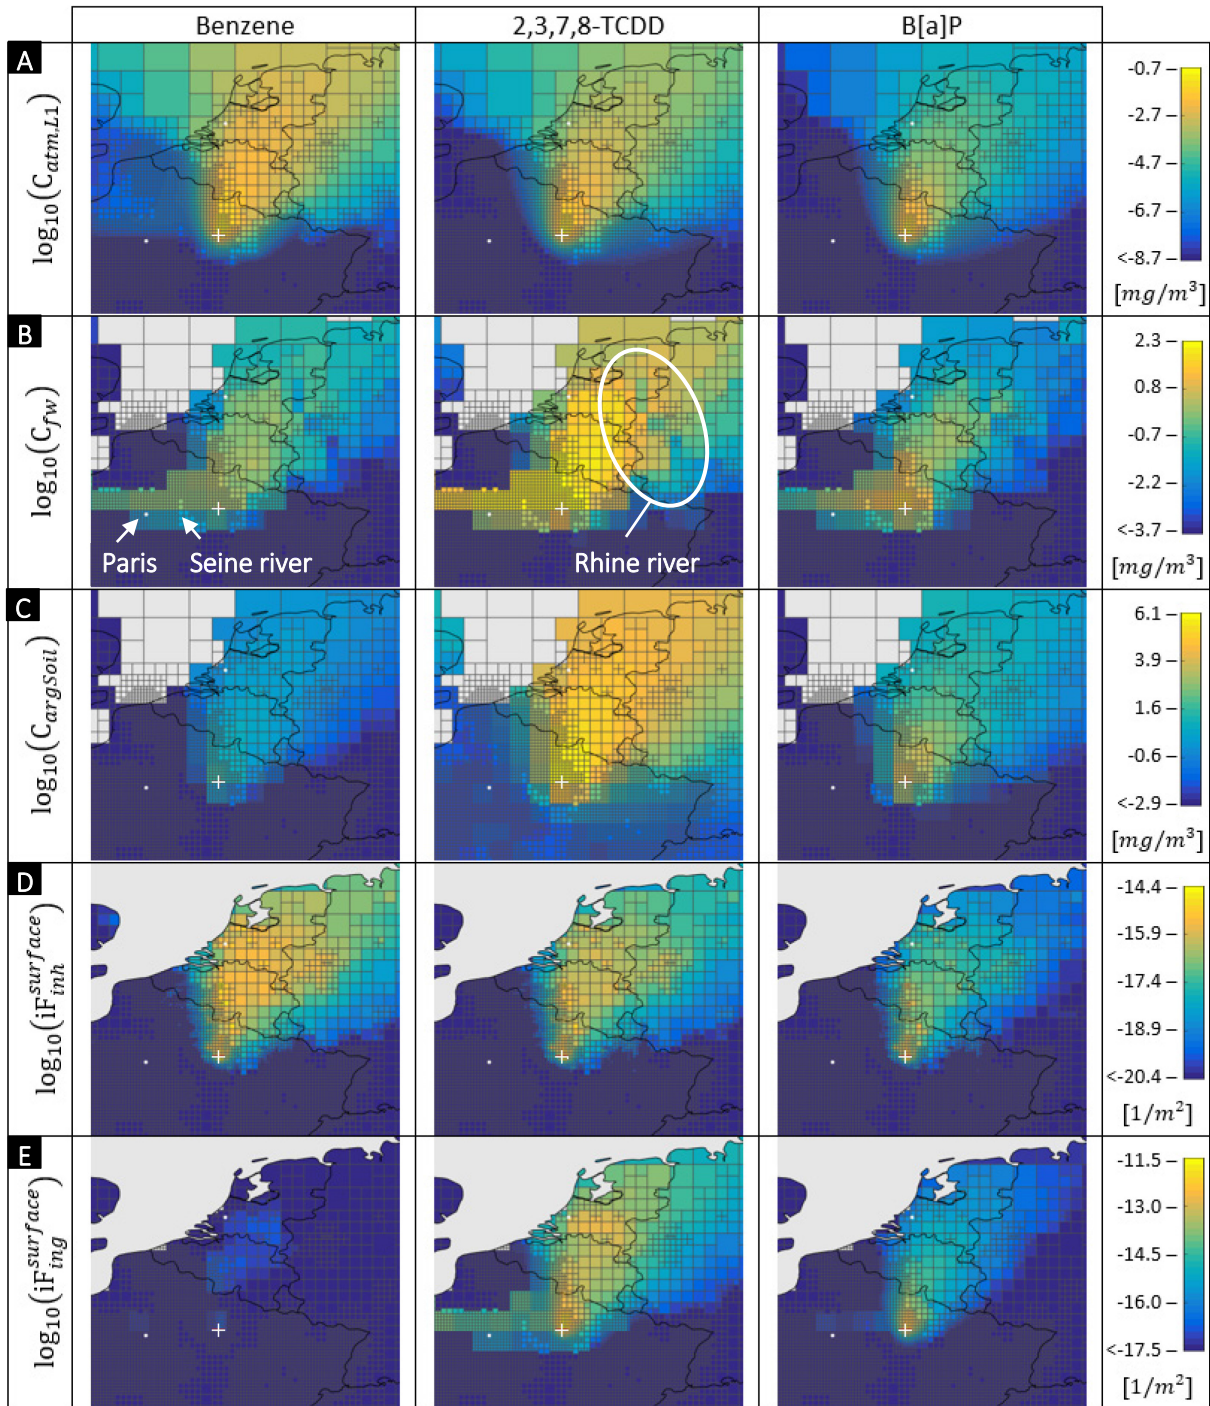 Benzene
2,3,7,8-TCDD
B[a]P
A
log10(Catm,L1)
-0.7
-2.7
-4.7
-6.7
<-8.7
[mg/m³]
B
log10(Cfw)
Paris
Seine river
Rhine river
2.3
0.8
-0.7
-2.2
<-3.7
[mg/m³]
C
log10(CargSoil)
6.1
3.9
1.6
-0.6
<-2.9
[mg/m³]
D
log10(iFinh surface)
-14.4
-15.9
-17.4
-18.9
<-20.4
[1/m²]
E
log10(iFing surface)
-11.5
-13.0
-14.5
-16.0
<-17.5
[1/m²]